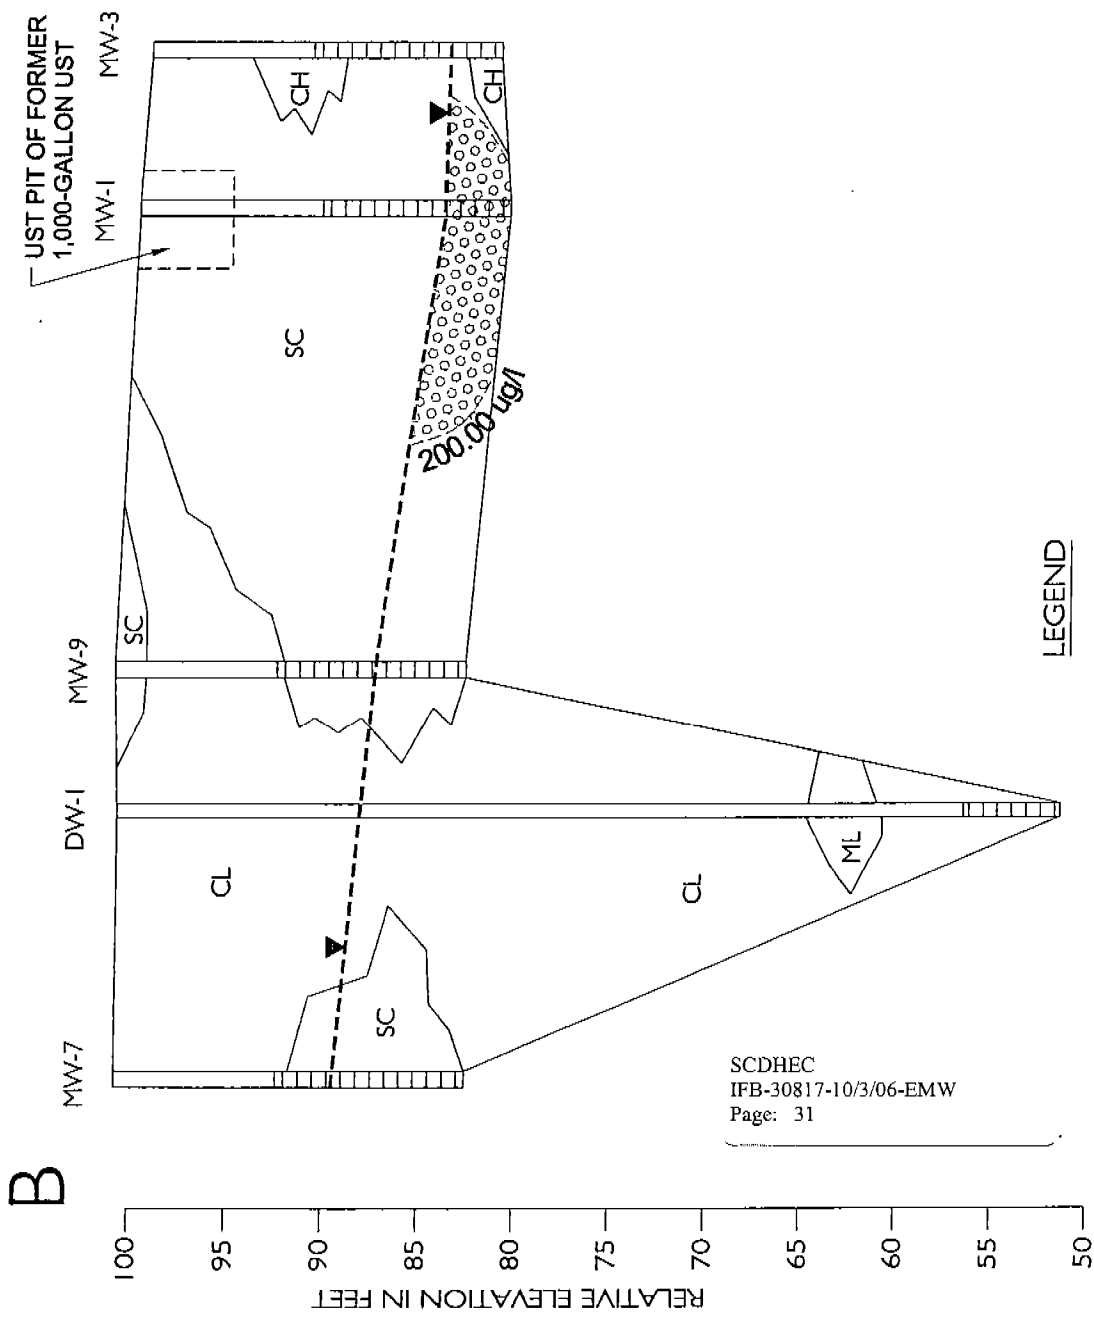 B
MW-7
DW-1
MW-9
MW-1
MW-3
UST PIT OF FORMER
1,000-GALLON UST
RELATIVE ELEVATION IN FEET
100
95
90
85
80
75
70
65
60
55
50
CL
SC
SC
CH
SC
CH
200.00 ug/l
CL
ML
LEGEND
SCDHEC
IFB-30817-10/3/06-EMW
Page: 31